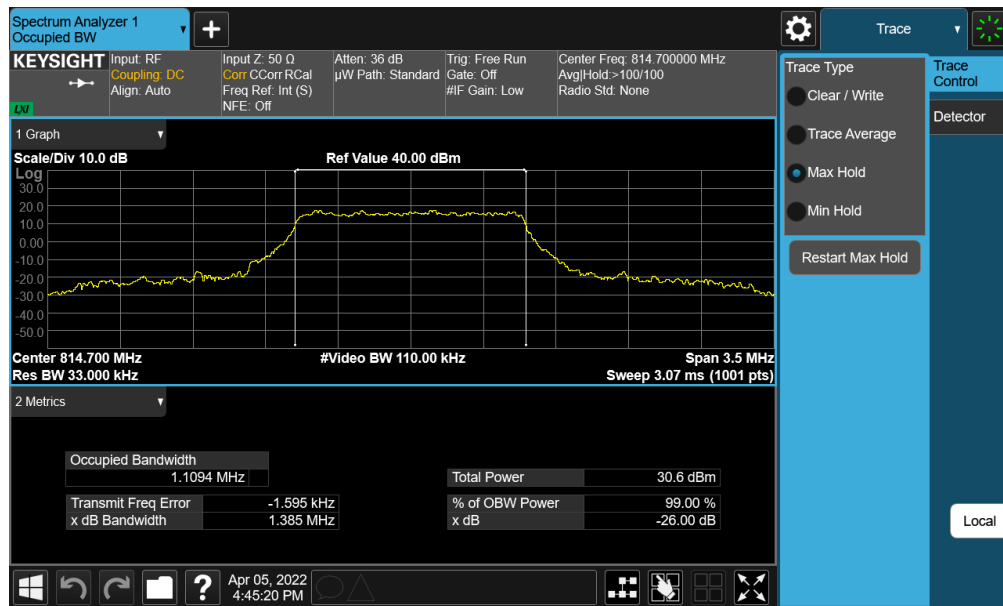 Spectrum Analyzer 1
Occupied BW
+
Trace
KEYSIGHT
LXI
Input: RF
Coupling: DC
Align: Auto
Input Z: 50 Ω
Corr CCorr RCal
Freq Ref: Int (S)
NFE: Off
Atten: 36 dB
µW Path: Standard
Trig: Free Run
Gate: Off
#IF Gain: Low
Center Freq: 814.700000 MHz
Avg|Hold:>100/100
Radio Std: None
Trace Type
Clear / Write
Trace Average
Max Hold
Min Hold
Restart Max Hold
Trace
Control
Detector
Local
1 Graph
Scale/Div 10.0 dB
Ref Value 40.00 dBm
Log
30.0
20.0
10.0
0.00
-10.0
-20.0
-30.0
-40.0
-50.0
Center 814.700 MHz
#Video BW 110.00 kHz
Span 3.5 MHz
Res BW 33.000 kHz
Sweep 3.07 ms (1001 pts)
2 Metrics
Occupied Bandwidth
1.1094 MHz
Total Power 30.6 dBm
Transmit Freq Error -1.595 kHz
% of OBW Power 99.00 %
x dB Bandwidth 1.385 MHz
x dB -26.00 dB
?
Apr 05, 2022
4:45:20 PM